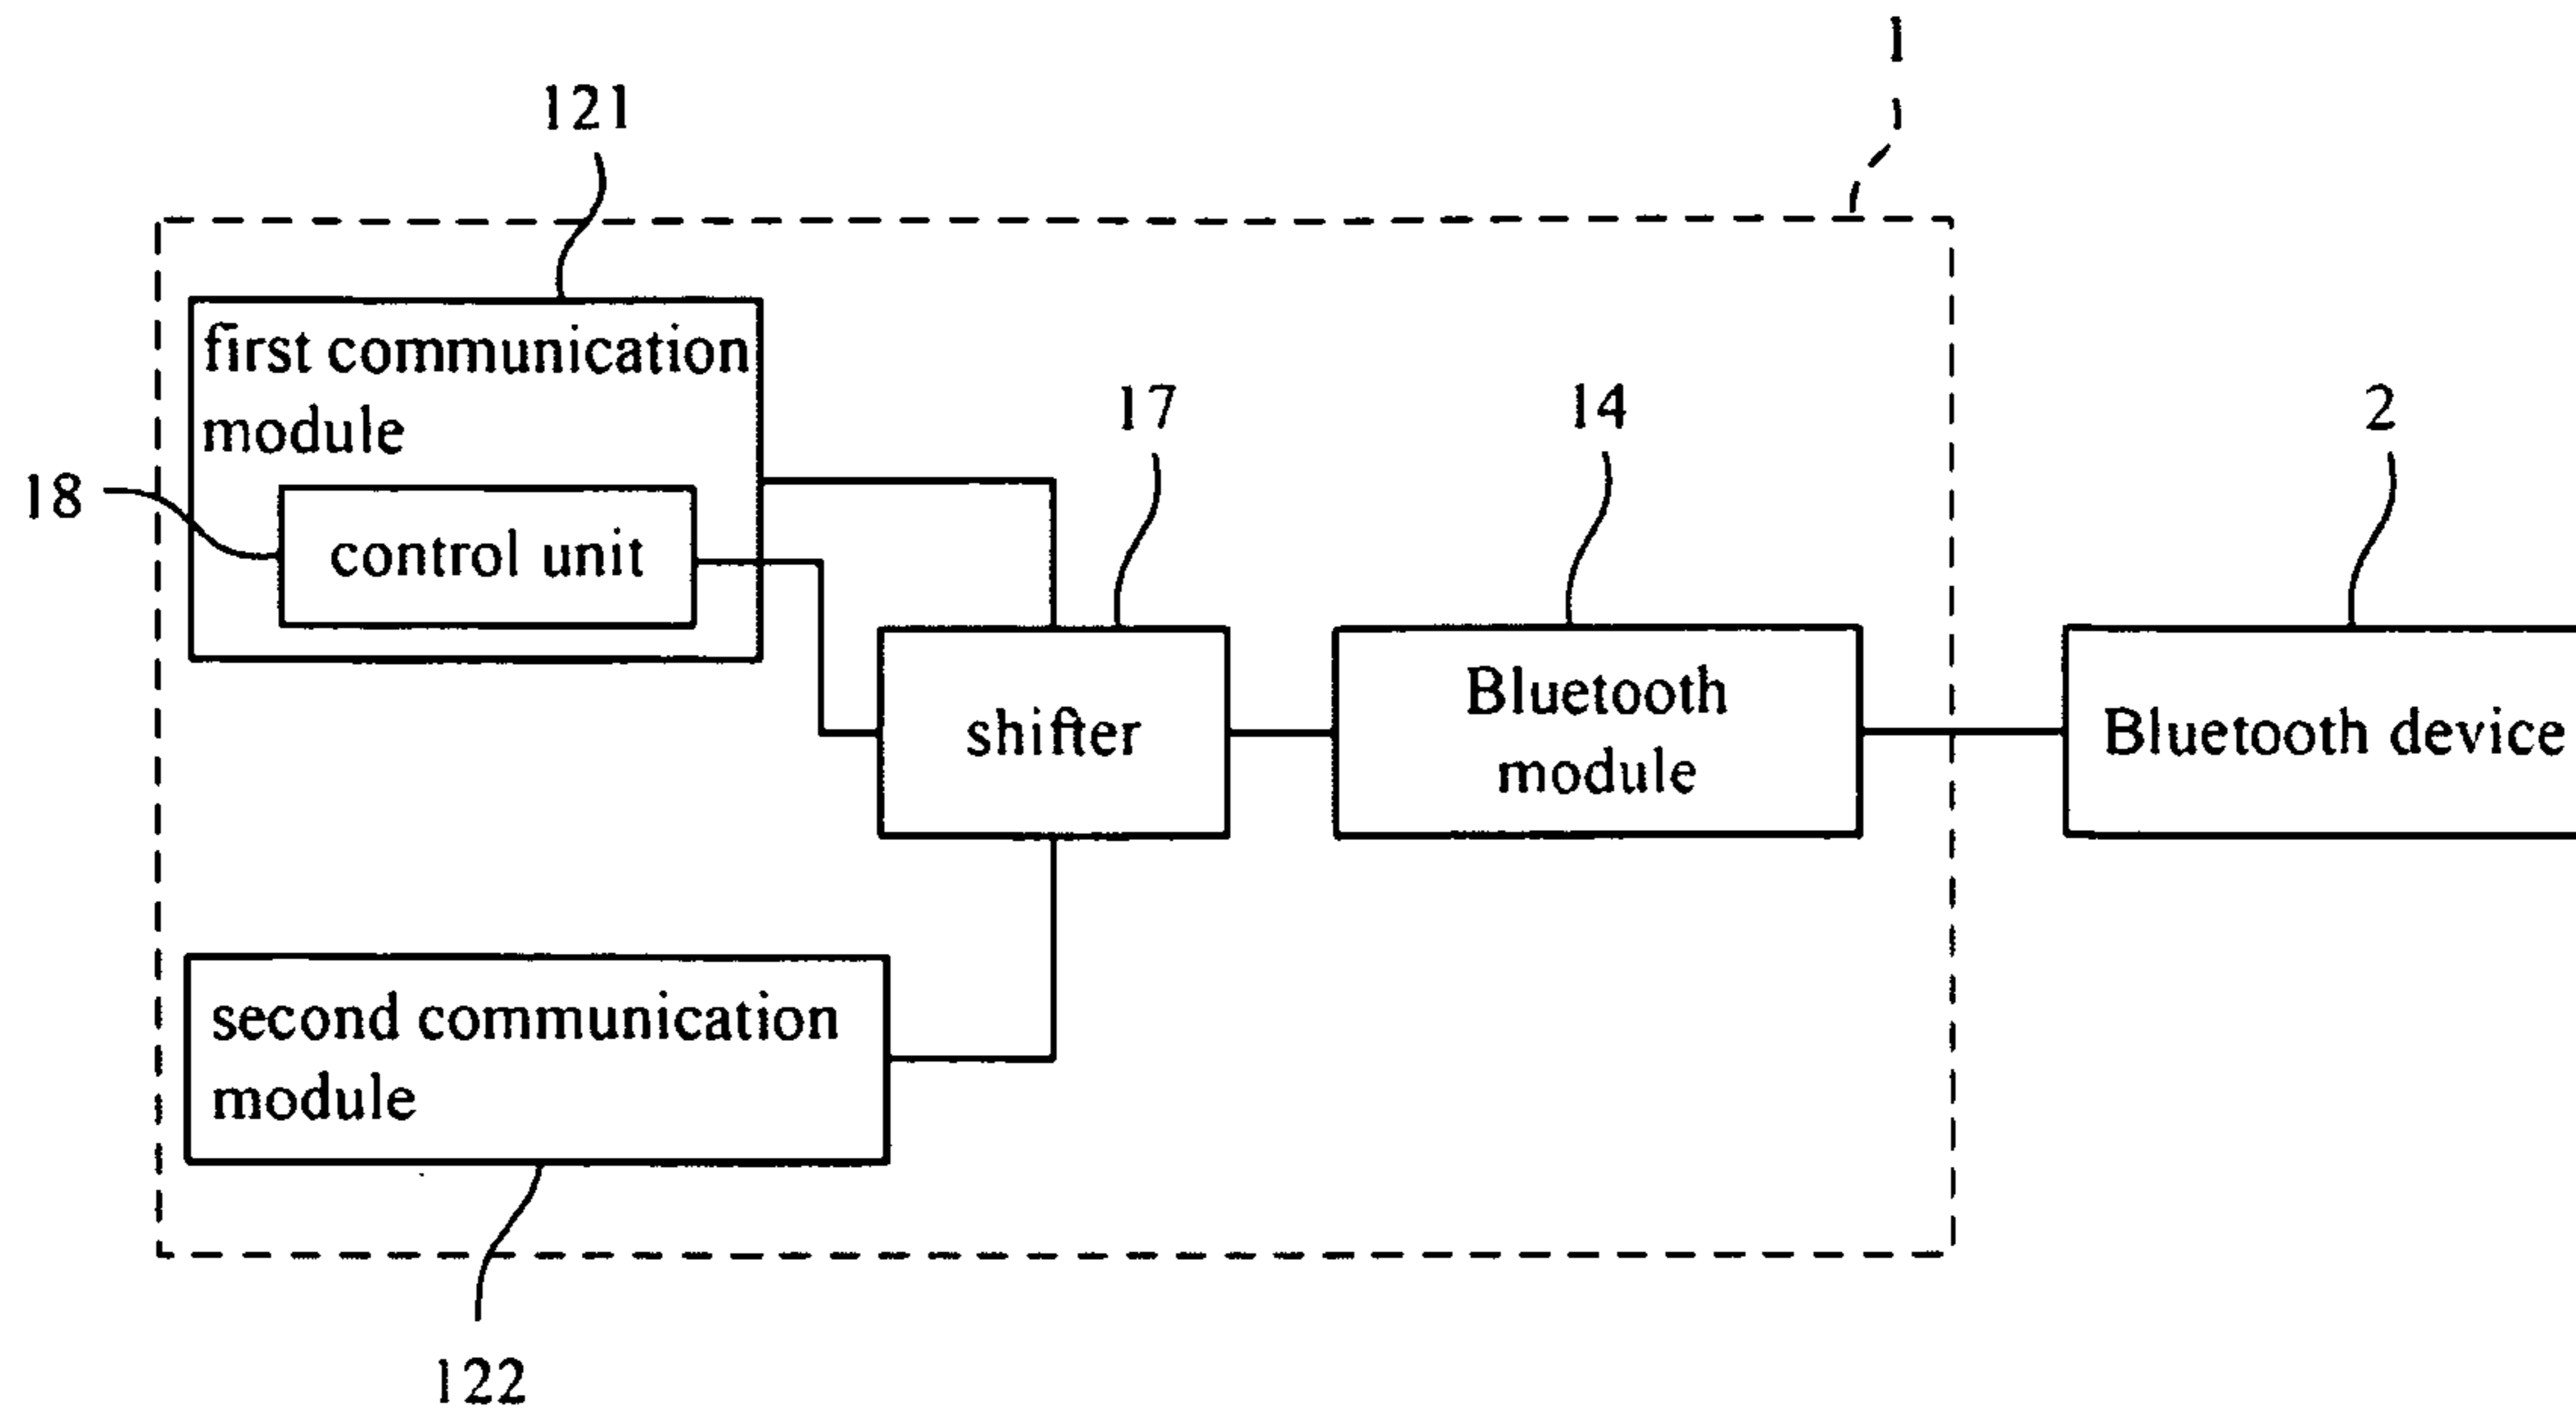 1
121
first communication
module
17
14
2
18
control unit
shifter
Bluetooth
module
Bluetooth device
second communication
module
122